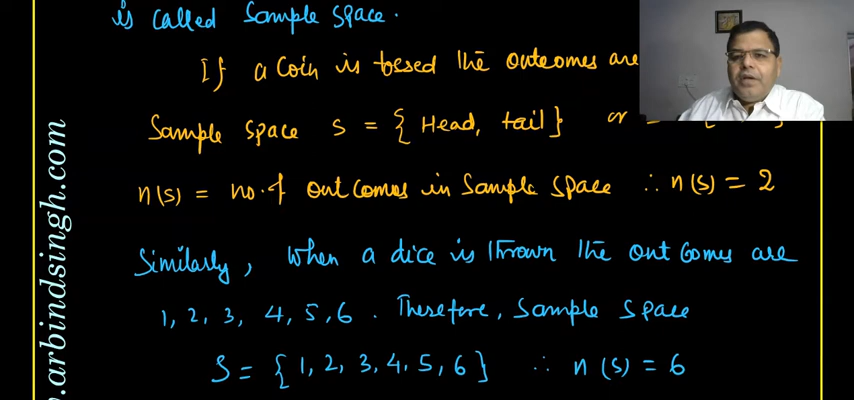 is called Sample space.
If a coin is tossed the outcomes are
Sample space S = {Head, tail} or
n(s) = no. of outcomes in Sample space ∴ n(s) = 2
Similarly, When a dice is thrown the outcomes are
1, 2, 3, 4, 5, 6. Therefore, Sample space
S = {1, 2, 3, 4, 5, 6} ∴ n(s) = 6
.arbindsingh.com